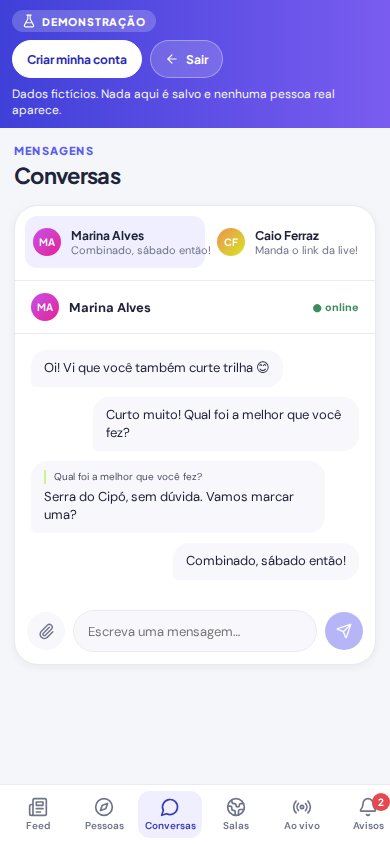 DEMONSTRAÇÃO
Criar minha conta
Sair
Dados fictícios. Nada aqui é salvo e nenhuma pessoa real
aparece.
MENSAGENS
Conversas
MA
Marina Alves
Combinado, sábado então!
CF
Caio Ferraz
Manda o link da live!
MA
Marina Alves
online
Oi! Vi que você também curte trilha 😊
Curto muito! Qual foi a melhor que você
fez?
Qual foi a melhor que você fez?
Serra do Cipó, sem dúvida. Vamos marcar
uma?
Combinado, sábado então!
Escreva uma mensagem...
Feed
Pessoas
Conversas
Salas
Ao vivo
2
Avisos